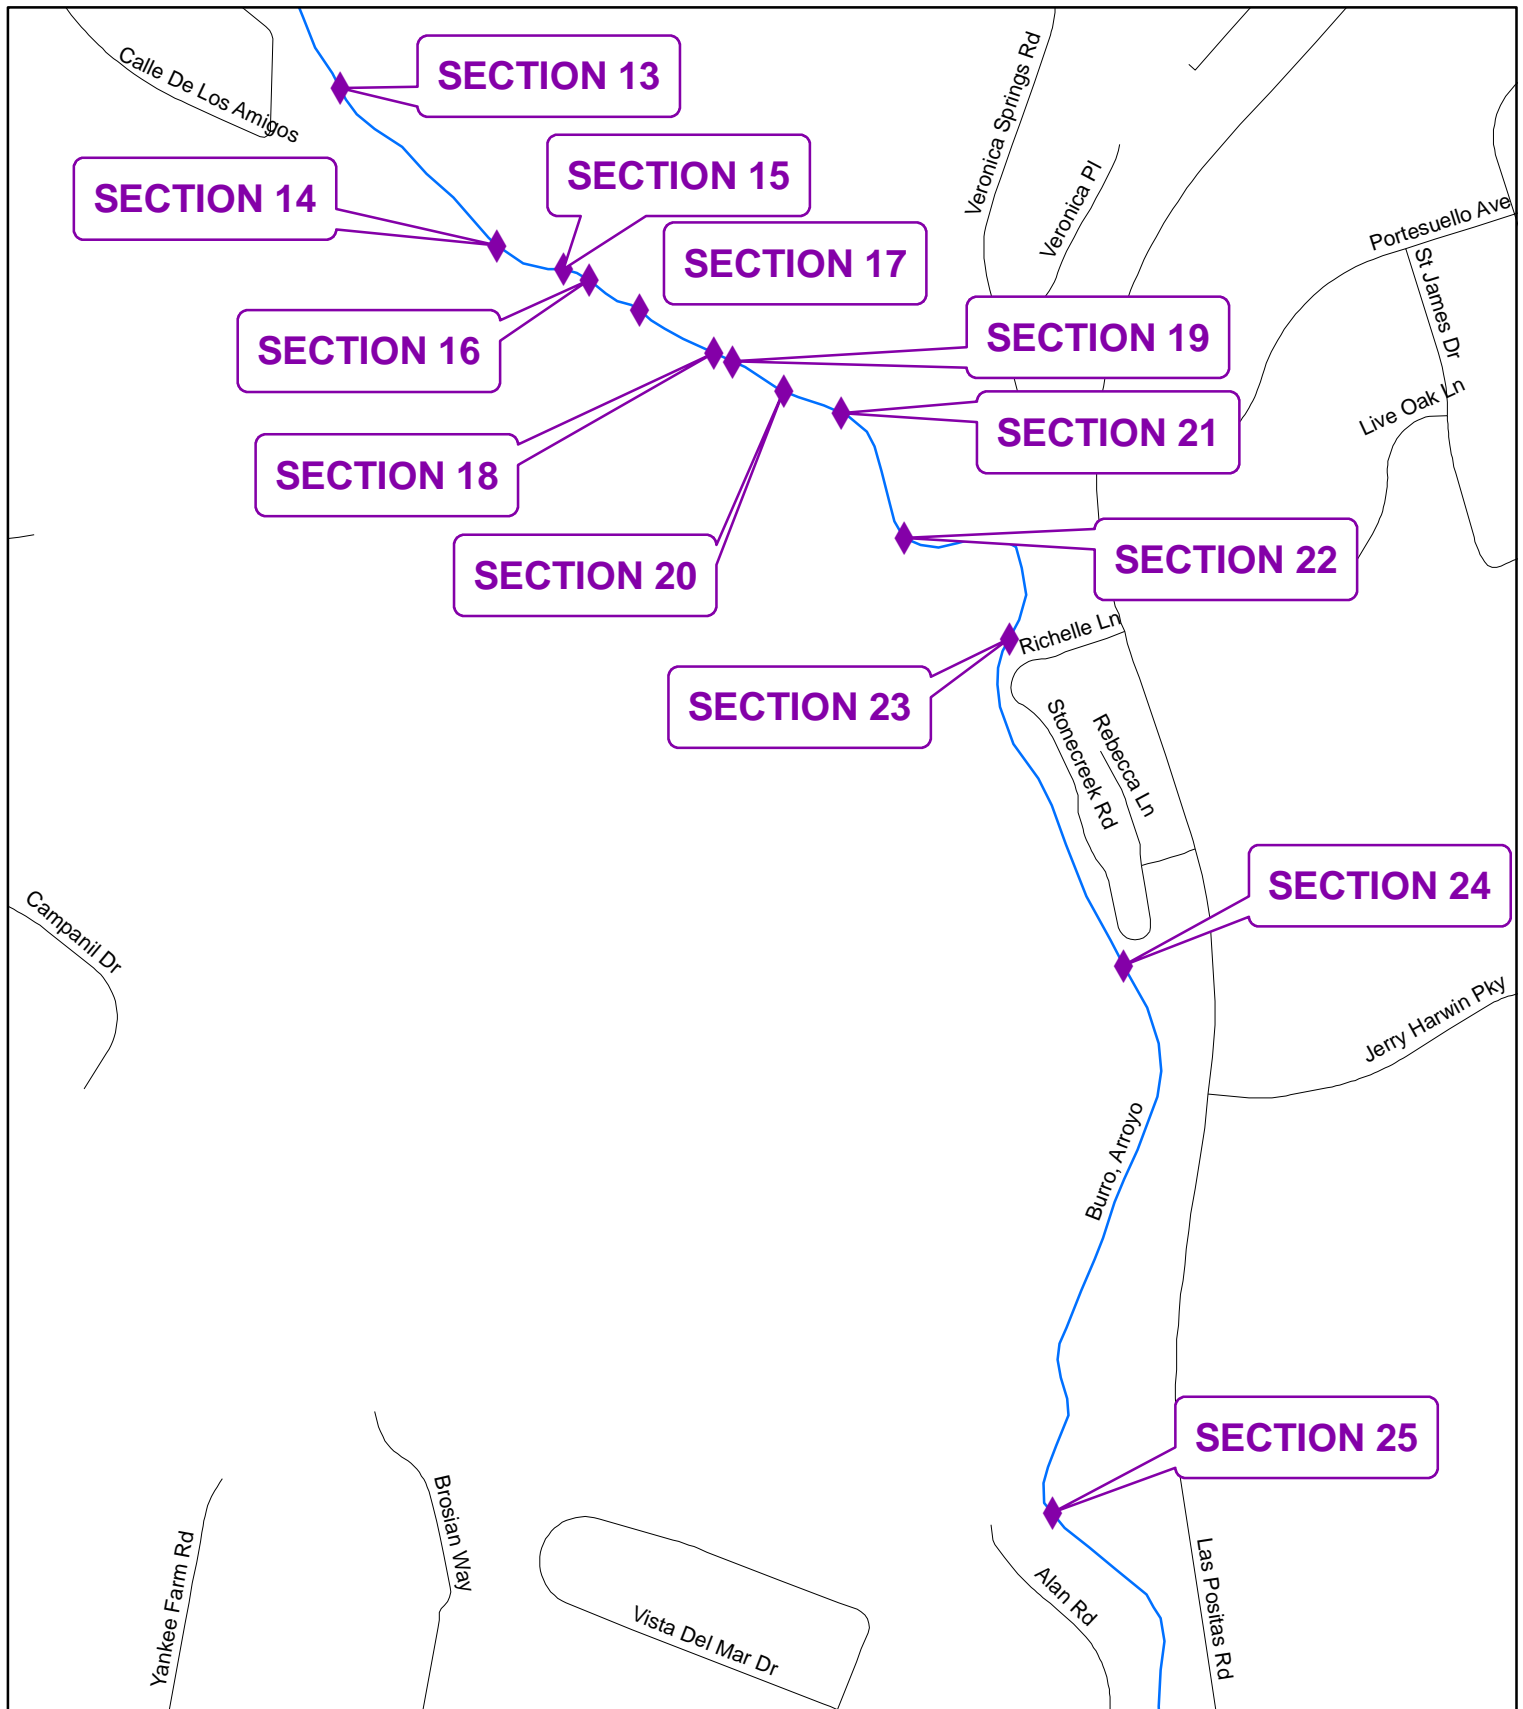 SECTION 13
Calle De Los Amigos
Veronica Springs Rd
SECTION 15
SECTION 14
Veronica Pl
Portesuello Ave
SECTION 17
St James Dr
SECTION 16
SECTION 19
Live Oak Ln
SECTION 21
SECTION 18
SECTION 22
SECTION 20
Richelle Ln
SECTION 23
Stonecreek Rd
Rebecca Ln
SECTION 24
Campanil Dr
Jerry Harwin Pky
Burro, Arroyo
SECTION 25
Brosian Way
Yankee Farm Rd
Alan Rd
Las Positas Rd
Vista Del Mar Dr